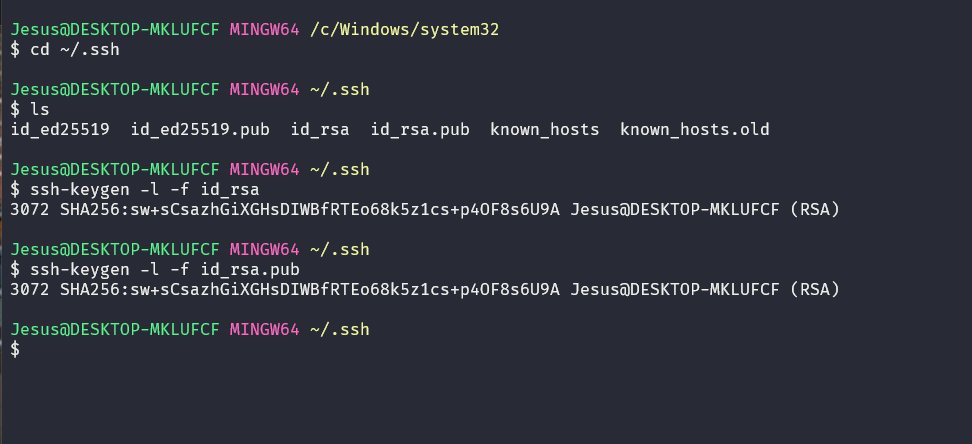 Jesus@DESKTOP-MKLUFCF MINGW64 /c/Windows/system32
$ cd ~/.ssh
Jesus@DESKTOP-MKLUFCF MINGW64 ~/.ssh
$ ls
id_ed25519  id_ed25519.pub  id_rsa  id_rsa.pub  known_hosts  known_hosts.old
Jesus@DESKTOP-MKLUFCF MINGW64 ~/.ssh
$ ssh-keygen -l -f id_rsa
3072 SHA256:sw+sCsazhGiXGHsDIWBfRTEo68k5z1cs+p4OF8s6U9A Jesus@DESKTOP-MKLUFCF (RSA)
Jesus@DESKTOP-MKLUFCF MINGW64 ~/.ssh
$ ssh-keygen -l -f id_rsa.pub
3072 SHA256:sw+sCsazhGiXGHsDIWBfRTEo68k5z1cs+p4OF8s6U9A Jesus@DESKTOP-MKLUFCF (RSA)
Jesus@DESKTOP-MKLUFCF MINGW64 ~/.ssh
$